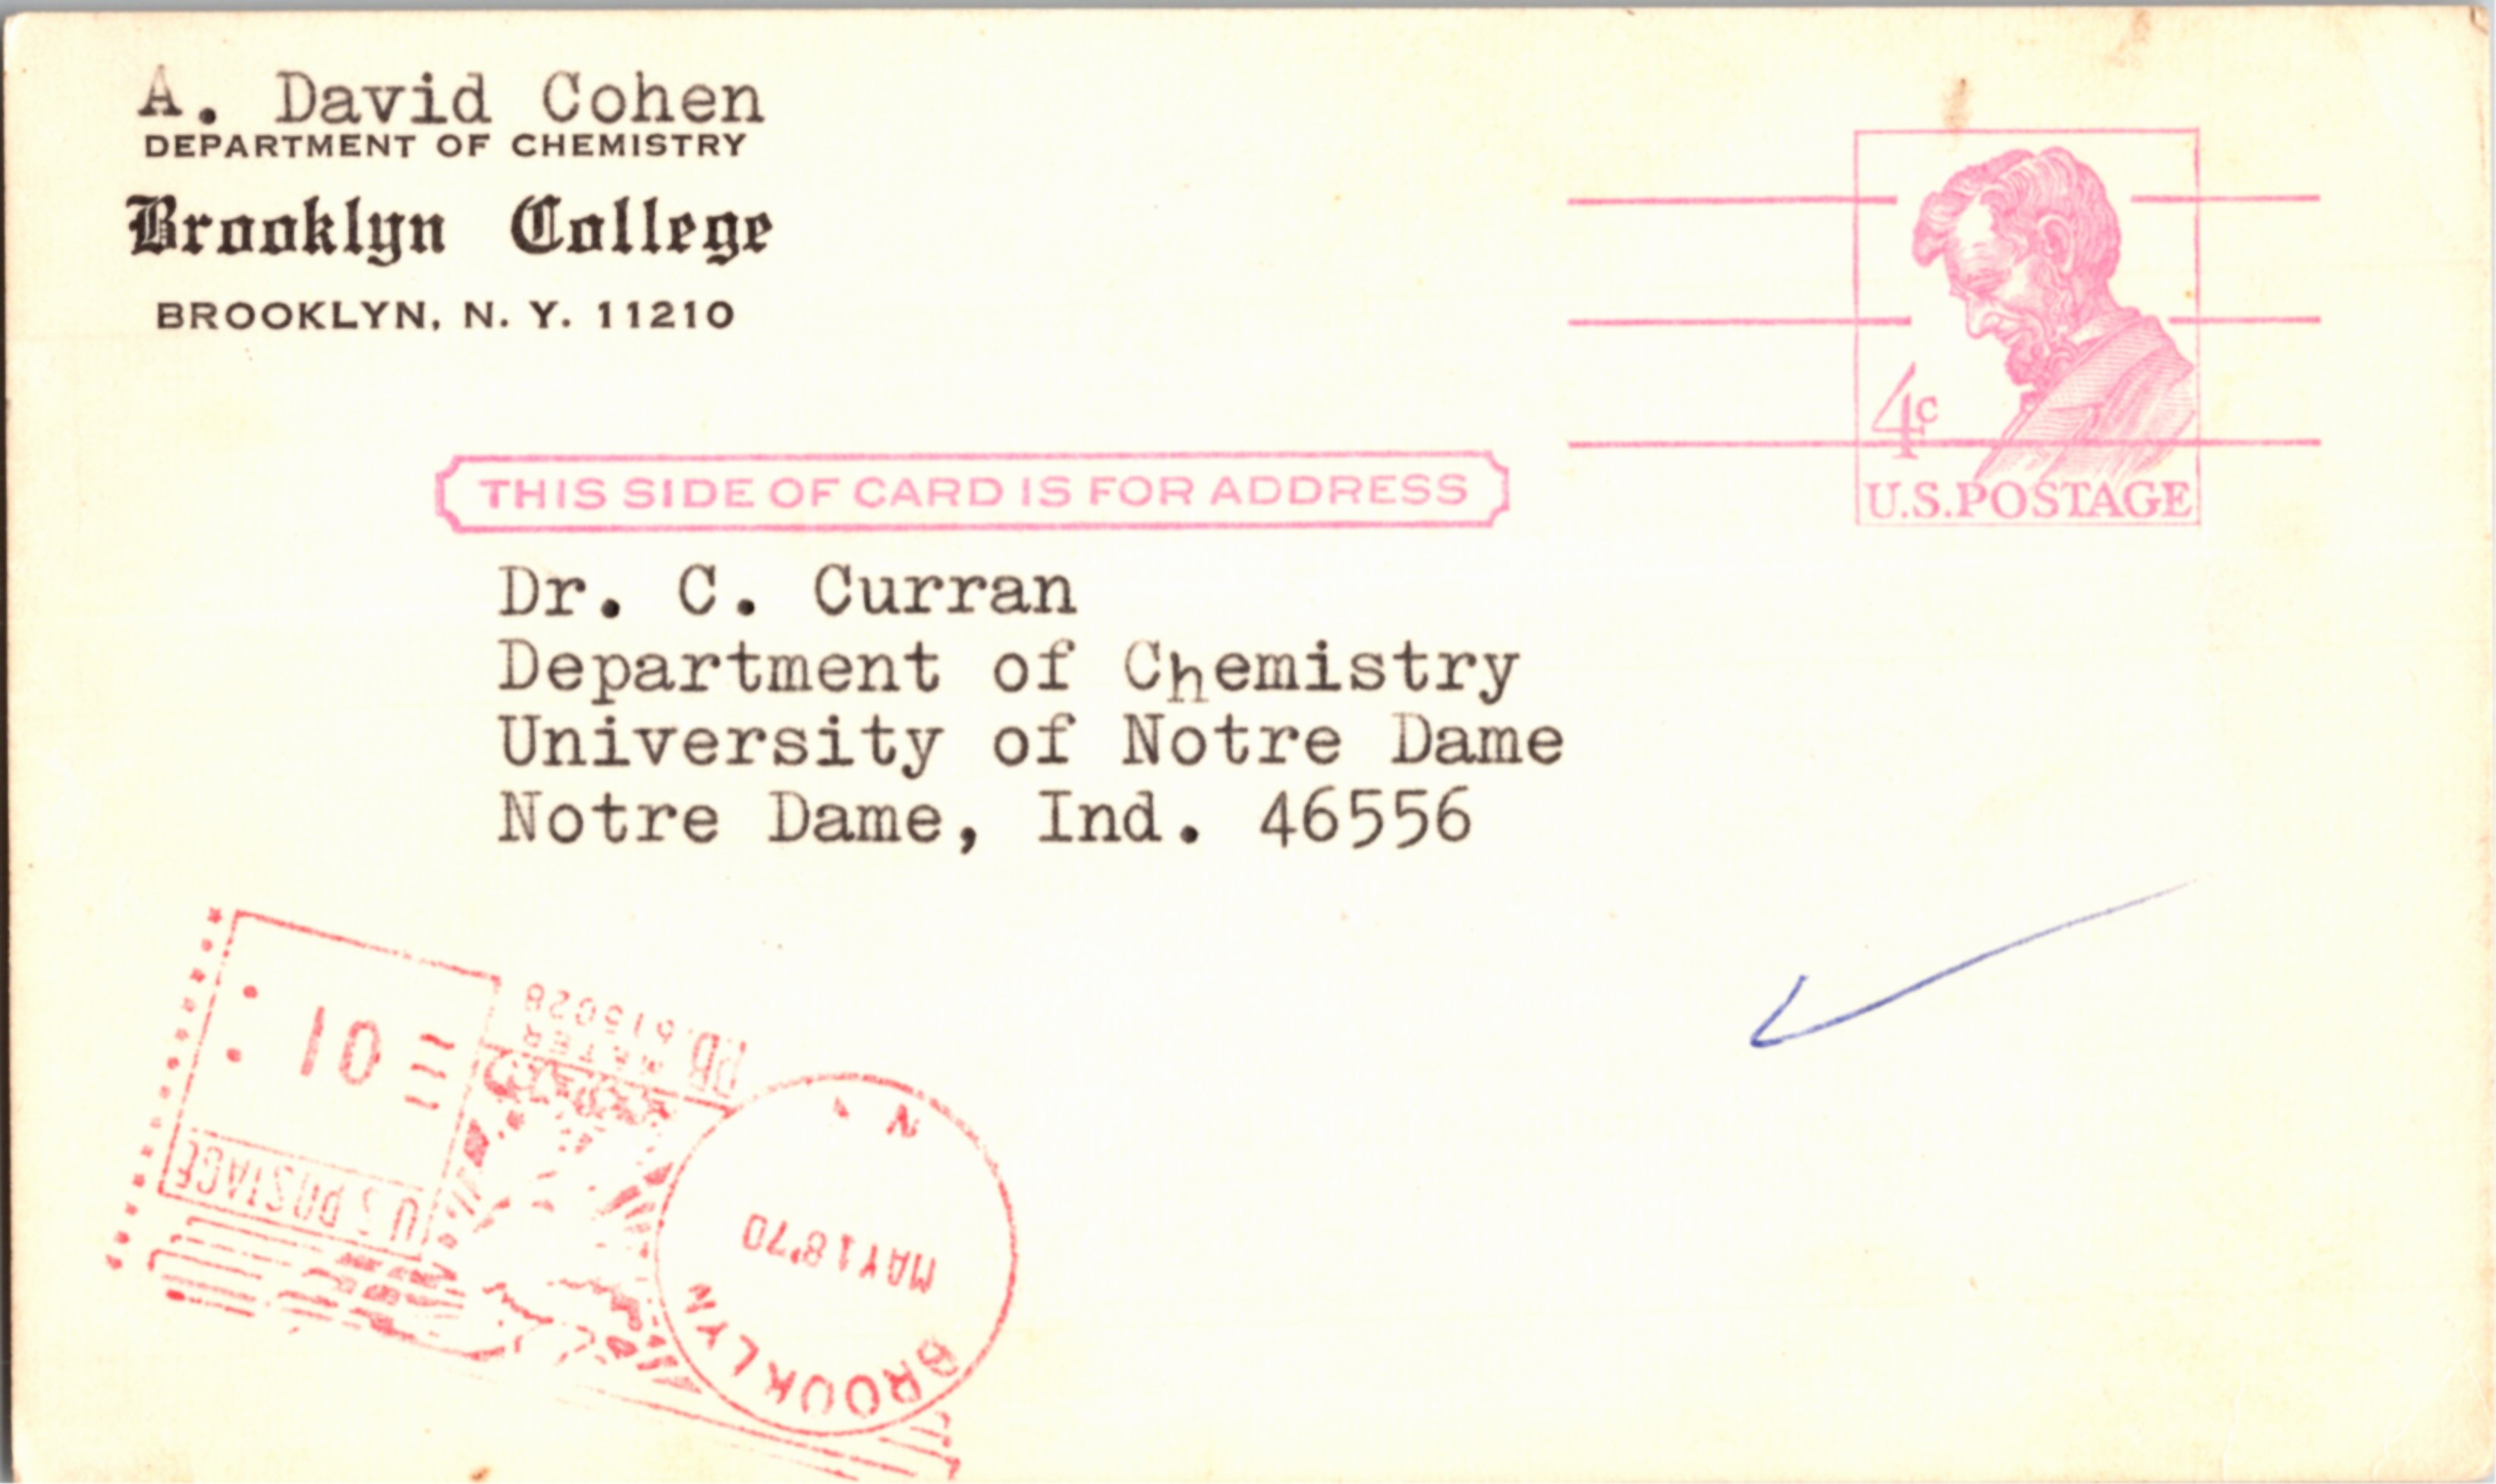 A. David Cohen
DEPARTMENT OF CHEMISTRY
Brooklyn College
BROOKLYN, N. Y. 11210
4c
U.S.POSTAGE
THIS SIDE OF CARD IS FOR ADDRESS
Dr. C. Curran
Department of Chemistry
University of Notre Dame
Notre Dame, Ind. 46556
BROOKLYN
MAY 18 '70
N
U.S POSTAGE
10
PB
METER
615028